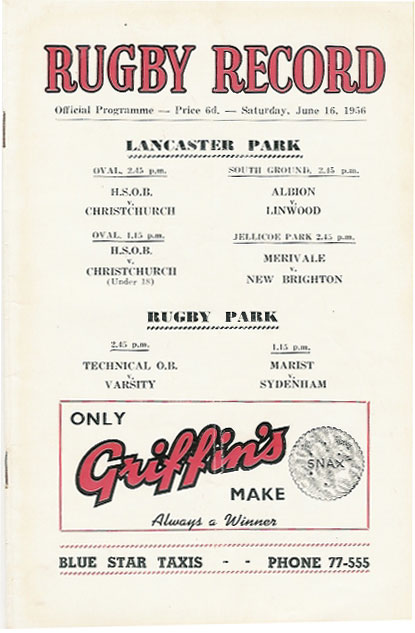 RUGBY RECORD
Official Programme — Price 6d. — Saturday, June 16, 1956
LANCASTER PARK
OVAL, 2.45 p.m.
H.S.O.B.
v.
CHRISTCHURCH
SOUTH GROUND, 2.45 p.m.
ALBION
v.
LINWOOD
OVAL, 1.15 p.m.
H.S.O.B.
v.
CHRISTCHURCH
(Under 18)
JELLICOE PARK 2.45 p.m.
MERIVALE
v.
NEW BRIGHTON
RUGBY PARK
2.45 p.m.
TECHNICAL O.B.
v.
VARSITY
1.15 p.m.
MARIST
v.
SYDENHAM
ONLY
Griffin's
SNAX
MAKE
Always a Winner
BLUE STAR TAXIS - - PHONE 77-555